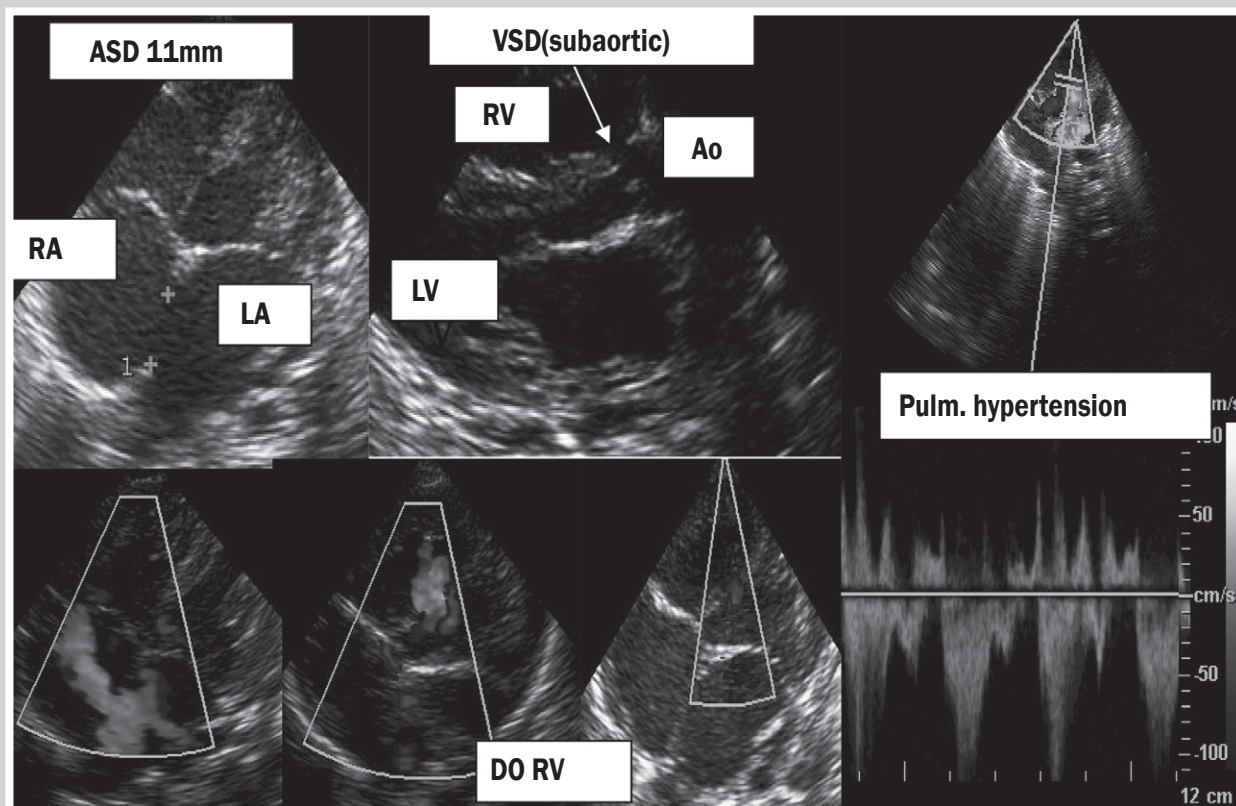 ASD 11mm
VSD(subaortic)
RV
Ao
RA
LA
LV
1
Pulm. hypertension
-50
cm/s
-50
-100
12 cm
DO RV